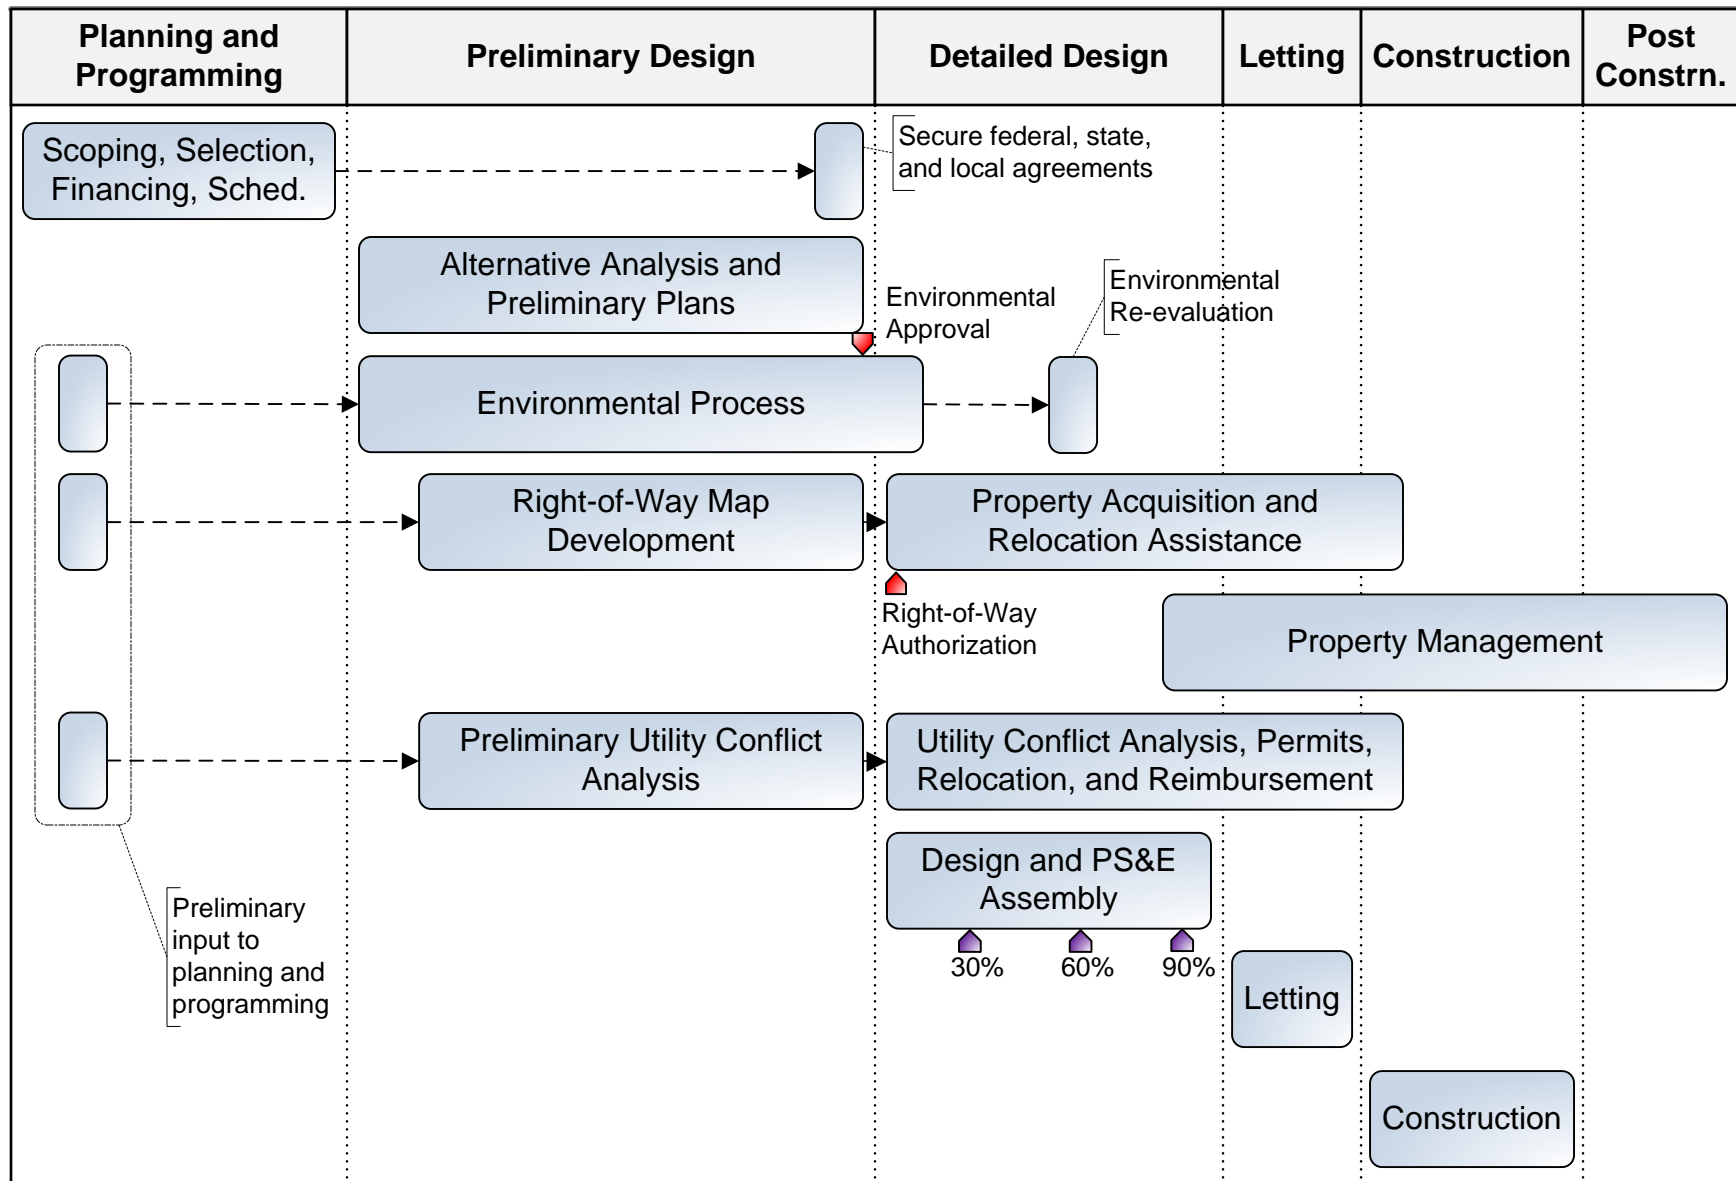 Planning and
Programming
Preliminary Design
Detailed Design
Letting
Construction
Post
Constrn.
Scoping, Selection,
Financing, Sched.
Secure federal, state,
and local agreements
Alternative Analysis and
Preliminary Plans
Environmental
Approval
Environmental
Re-evaluation
Environmental Process
Right-of-Way Map
Development
Property Acquisition and
Relocation Assistance
Right-of-Way
Authorization
Property Management
Preliminary Utility Conflict
Analysis
Utility Conflict Analysis, Permits,
Relocation, and Reimbursement
Design and PS&E
Assembly
30%
60%
90%
Preliminary
input to
planning and
programming
Letting
Construction